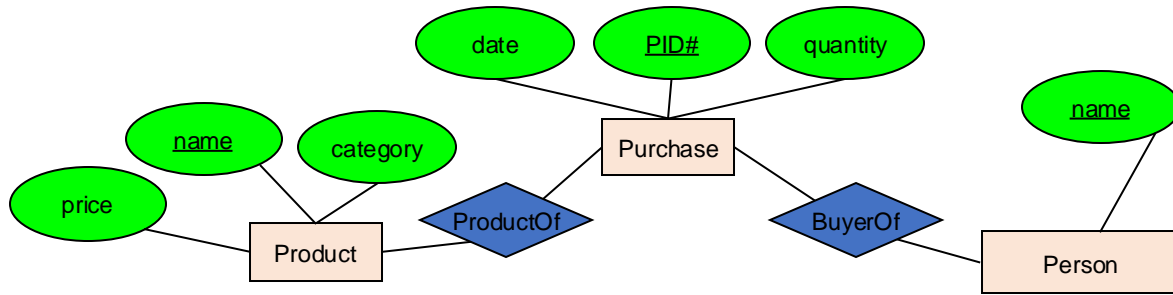 date
PID#
quantity
name
name
category
Purchase
price
ProductOf
BuyerOf
Product
Person